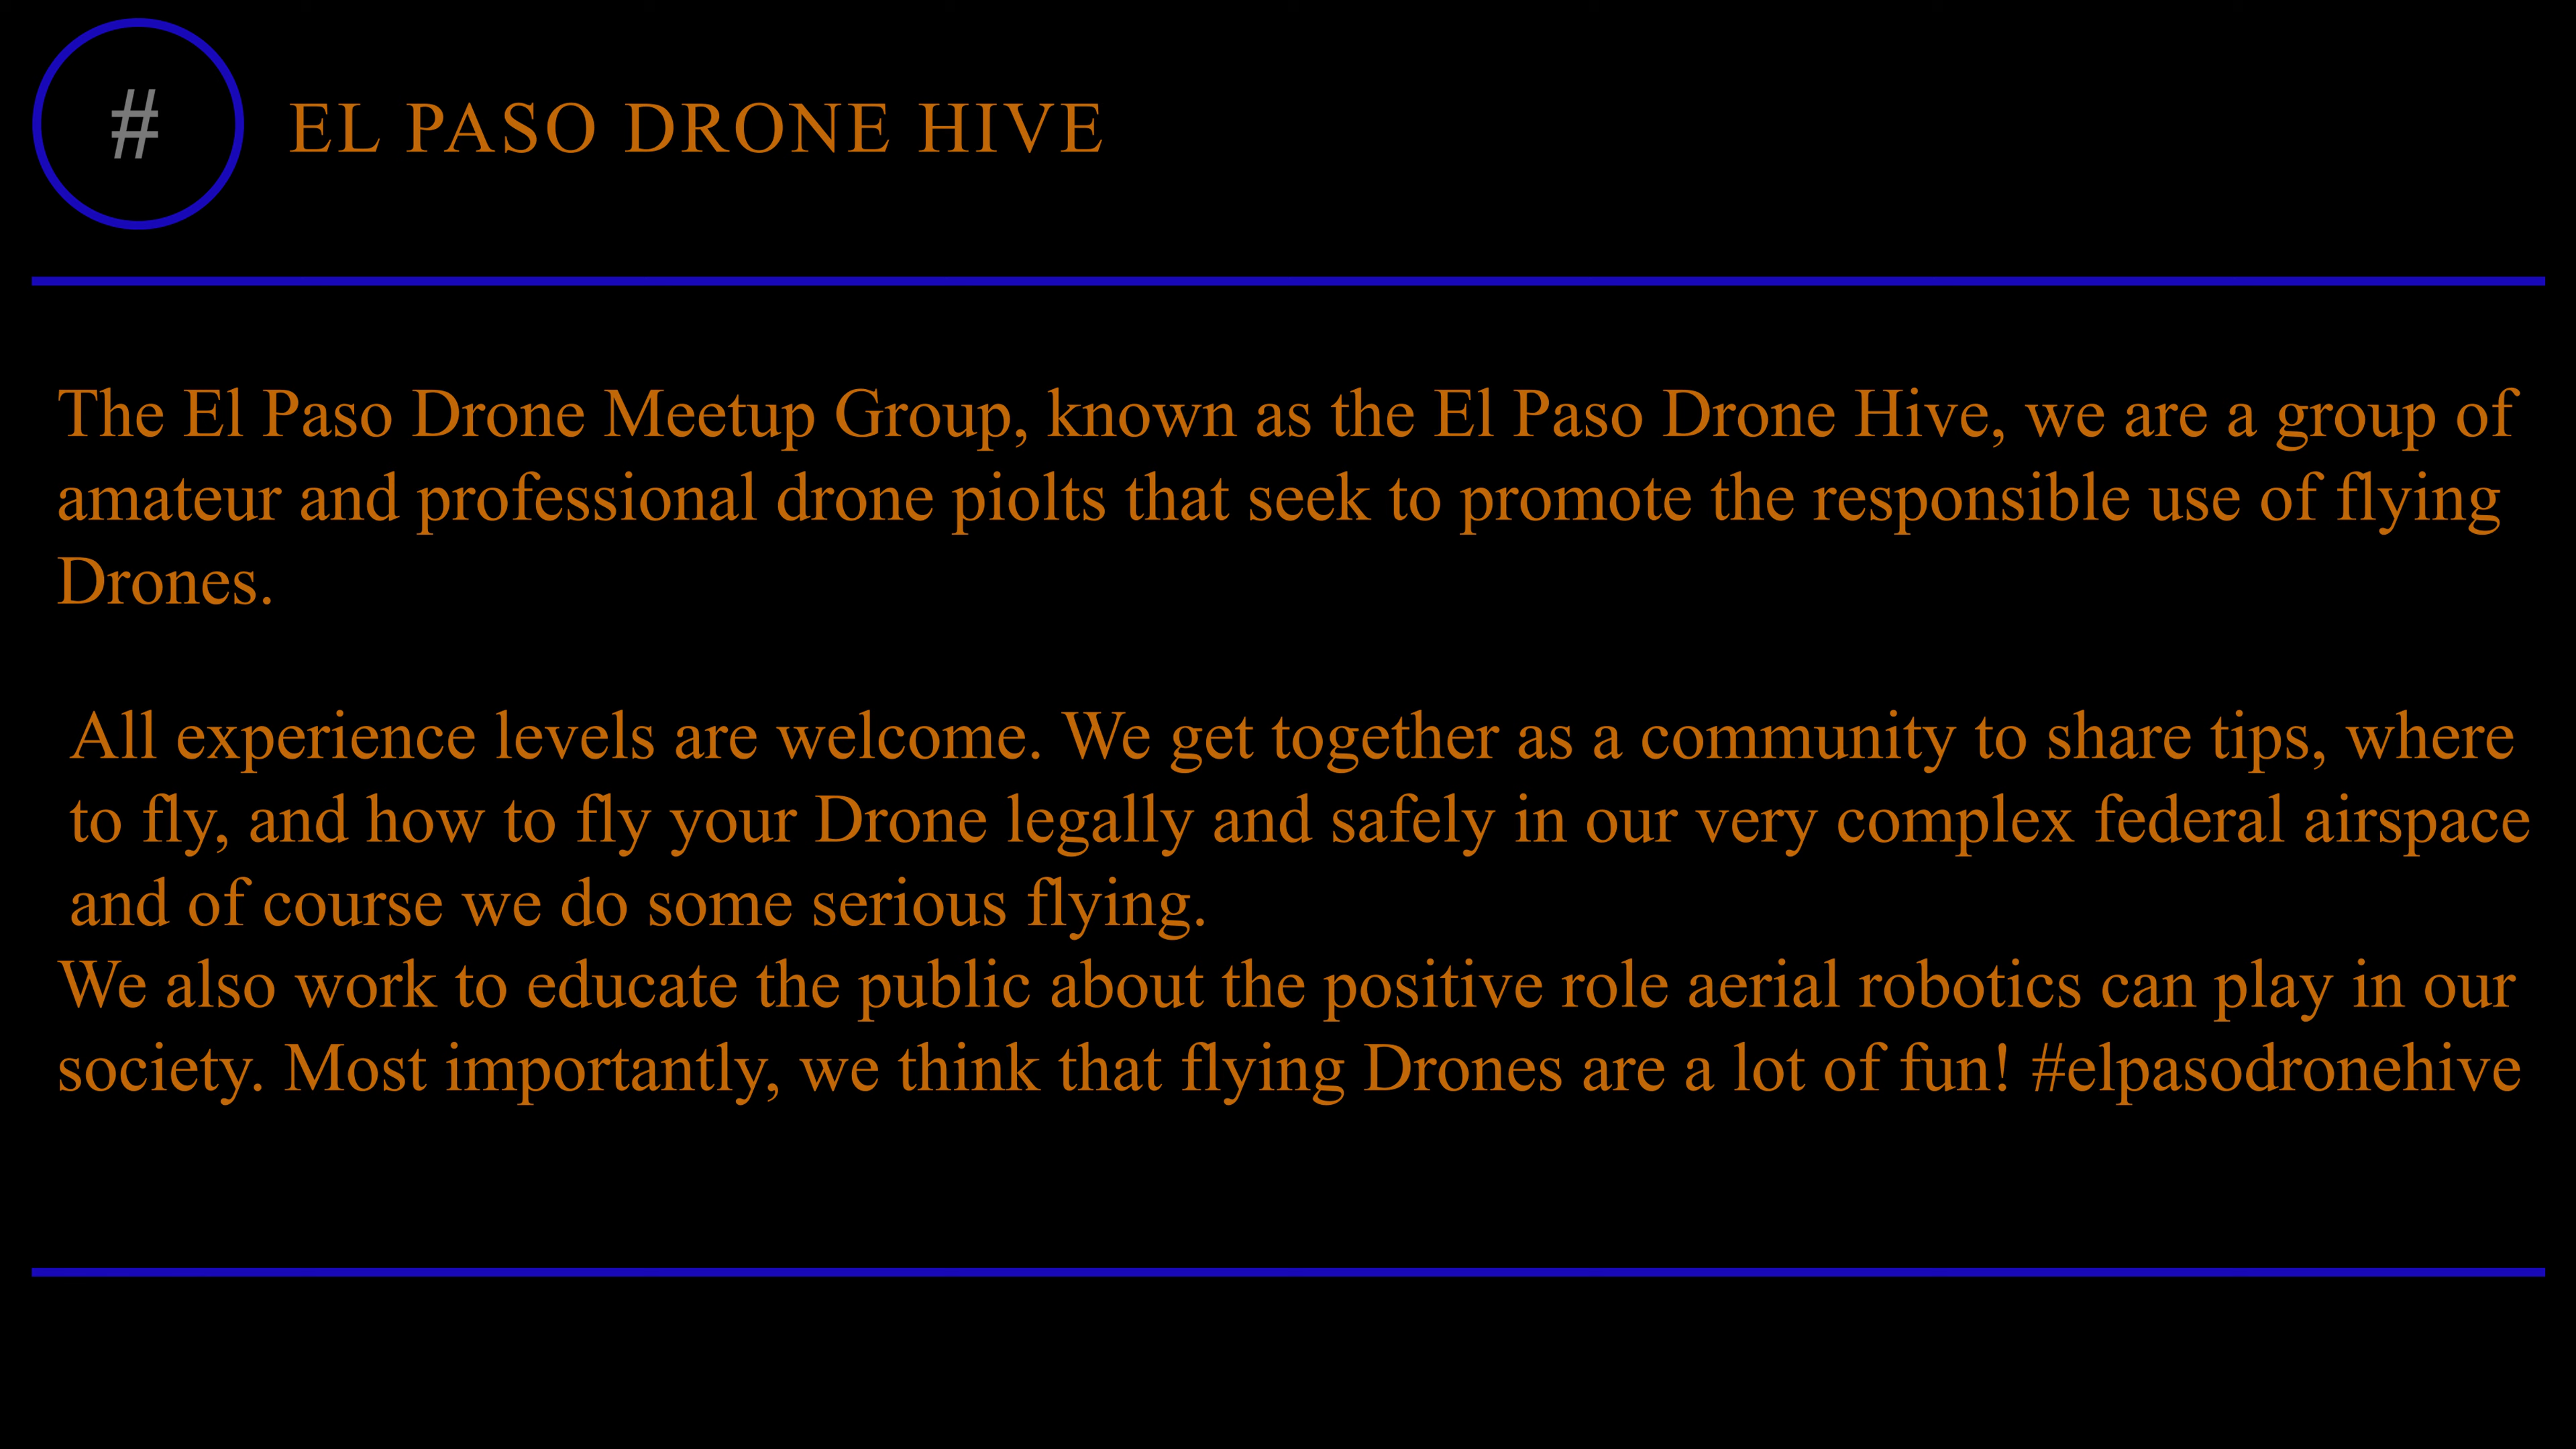 #
EL PASO DRONE HIVE
The El Paso Drone Meetup Group, known as the El Paso Drone Hive, we are a group of
amateur and professional drone piolts that seek to promote the responsible use of flying
Drones.
All experience levels are welcome. We get together as a community to share tips, where
to fly, and how to fly your Drone legally and safely in our very complex federal airspace
and of course we do some serious flying.
We also work to educate the public about the positive role aerial robotics can play in our
society. Most importantly, we think that flying Drones are a lot of fun! #elpasodronehive